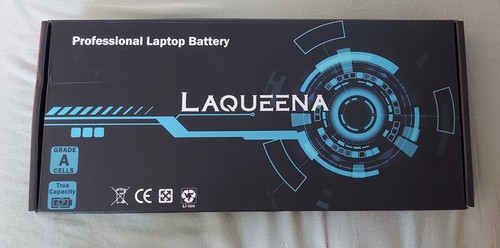 Professional Laptop Battery
LAQUEENA
GRADE
A
CELLS
True
Capacity
CE
Li-ion